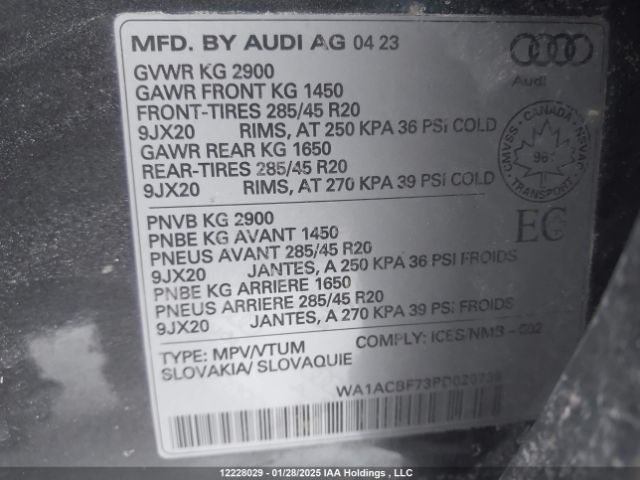 MFD. BY AUDI AG 04 23
Audi
GVWR KG 2900
GAWR FRONT KG 1450
FRONT-TIRES 285/45 R20
9JX20 RIMS, AT 250 KPA 36 PSI COLD
GAWR REAR KG 1650
REAR-TIRES 285/45 R20
9JX20 RIMS, AT 270 KPA 39 PSI COLD
CMVSS - CANADA - NSVAC
TRANSPORT
PNVB KG 2900
PNBE KG AVANT 1450
PNEUS AVANT 285/45 R20
9JX20 JANTES, A 250 KPA 36 PSI FROIDS
PNBE KG ARRIERE 1650
PNEUS ARRIERE 285/45 R20
9JX20 JANTES, A 270 KPA 39 PSI FROIDS
EC
TYPE: MPV/VTUM COMPLY: ICES/NMB - 002
SLOVAKIA/ SLOVAQUIE
12228029 - 01/28/2025 IAA Holdings , LLC